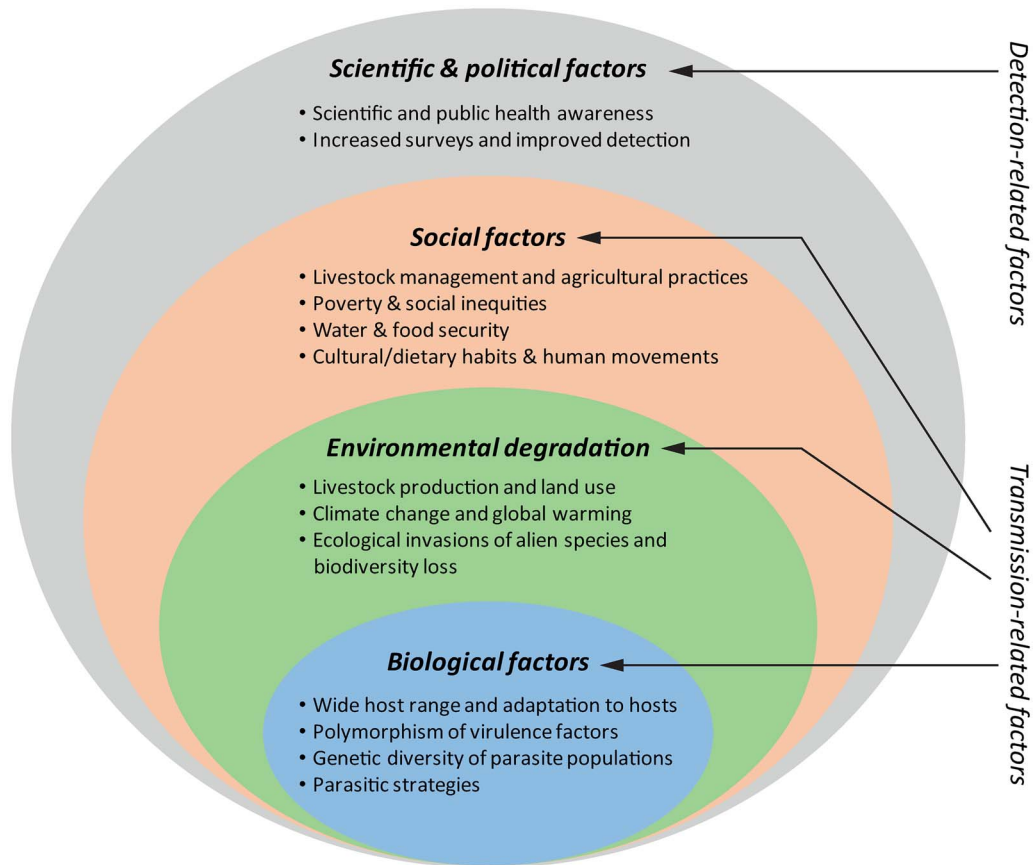 Scientific & political factors
• Scientific and public health awareness
• Increased surveys and improved detection
Social factors
• Livestock management and agricultural practices
• Poverty & social inequities
• Water & food security
• Cultural/dietary habits & human movements
Environmental degradation
• Livestock production and land use
• Climate change and global warming
• Ecological invasions of alien species and
biodiversity loss
Biological factors
• Wide host range and adaptation to hosts
• Polymorphism of virulence factors
• Genetic diversity of parasite populations
• Parasitic strategies
Detection-related factors
Transmission-related factors